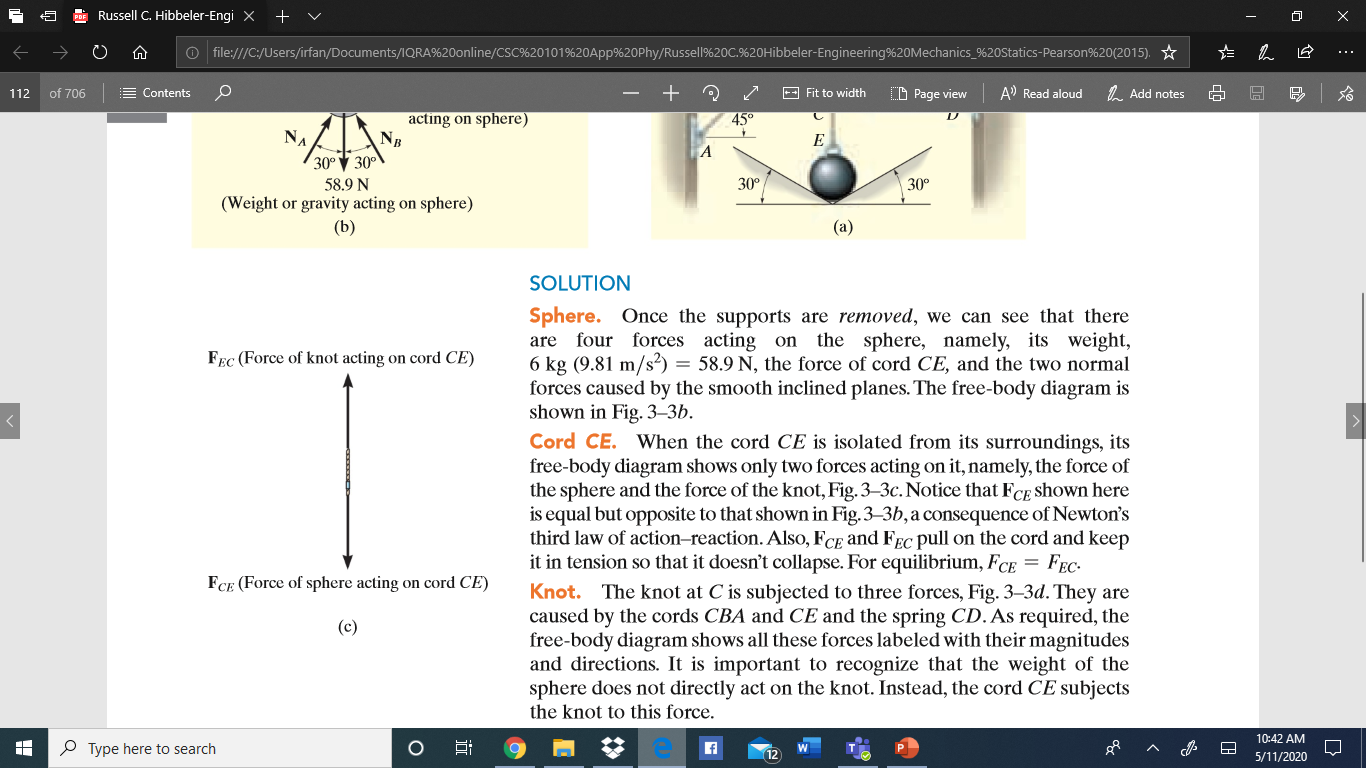 Russell C. Hibbeler-Engi
file:///C:/Users/irfan/Documents/IQRA%20online/CSC%20101%20App%20Phy/Russell%20C.%20Hibbeler-Engineering%20Mechanics_%20Statics-Pearson%20(2015).
112 of 706 Contents Fit to width Page view Read aloud Add notes
acting on sphere)
N_A N_B
30° 30°
58.9 N
(Weight or gravity acting on sphere)
(b)
45° C D
E
A
30° 30°
(a)
F_EC (Force of knot acting on cord CE)
F_CE (Force of sphere acting on cord CE)
(c)
SOLUTION
Sphere. Once the supports are removed, we can see that there
are four forces acting on the sphere, namely, its weight,
6 kg (9.81 m/s²) = 58.9 N, the force of cord CE, and the two normal
forces caused by the smooth inclined planes. The free-body diagram is
shown in Fig. 3–3b.
Cord CE. When the cord CE is isolated from its surroundings, its
free-body diagram shows only two forces acting on it, namely, the force of
the sphere and the force of the knot, Fig. 3–3c. Notice that F_CE shown here
is equal but opposite to that shown in Fig. 3–3b, a consequence of Newton's
third law of action–reaction. Also, F_CE and F_EC pull on the cord and keep
it in tension so that it doesn't collapse. For equilibrium, F_CE = F_EC.
Knot. The knot at C is subjected to three forces, Fig. 3–3d. They are
caused by the cords CBA and CE and the spring CD. As required, the
free-body diagram shows all these forces labeled with their magnitudes
and directions. It is important to recognize that the weight of the
sphere does not directly act on the knot. Instead, the cord CE subjects
the knot to this force.
Type here to search
12
10:42 AM
5/11/2020